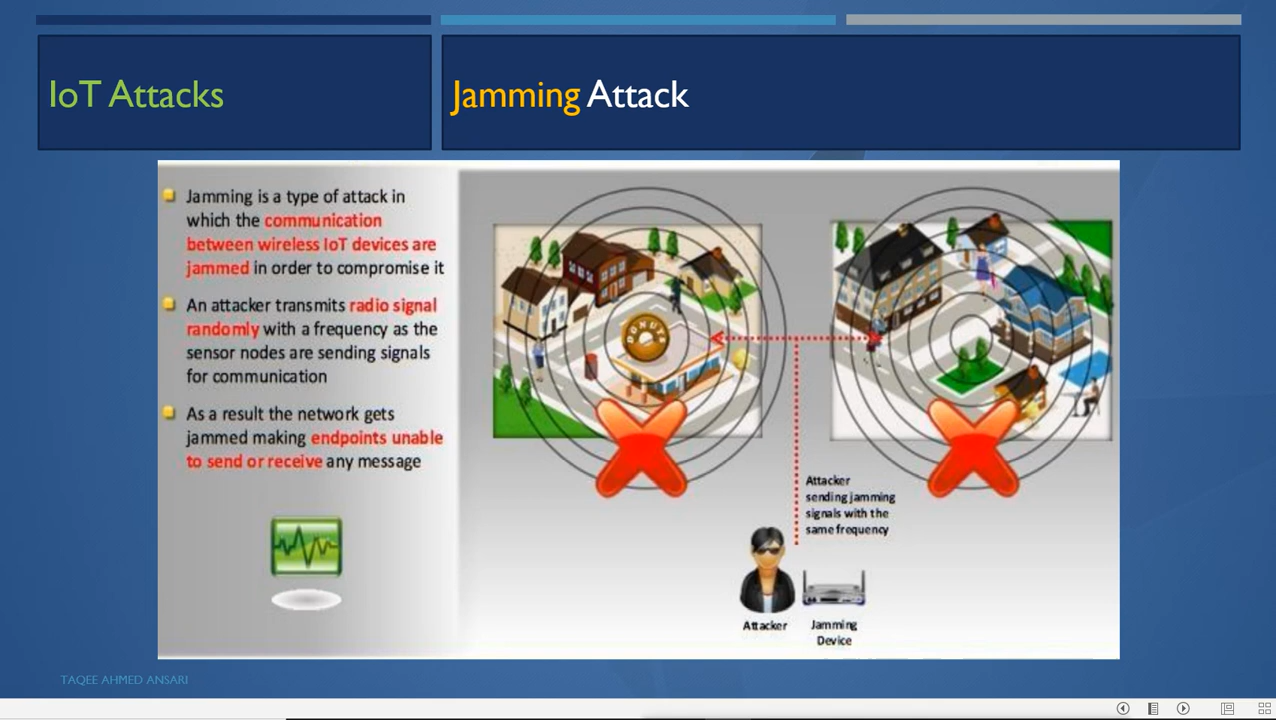 IoT Attacks
Jamming Attack
Jamming is a type of attack in
which the communication
between wireless IoT devices are
jammed in order to compromise it
An attacker transmits radio signal
randomly with a frequency as the
sensor nodes are sending signals
for communication
As a result the network gets
jammed making endpoints unable
to send or receive any message
DONUTS
Attacker
sending jamming
signals with the
same frequency
Attacker
Jamming
Device
TAQEE AHMED ANSARI